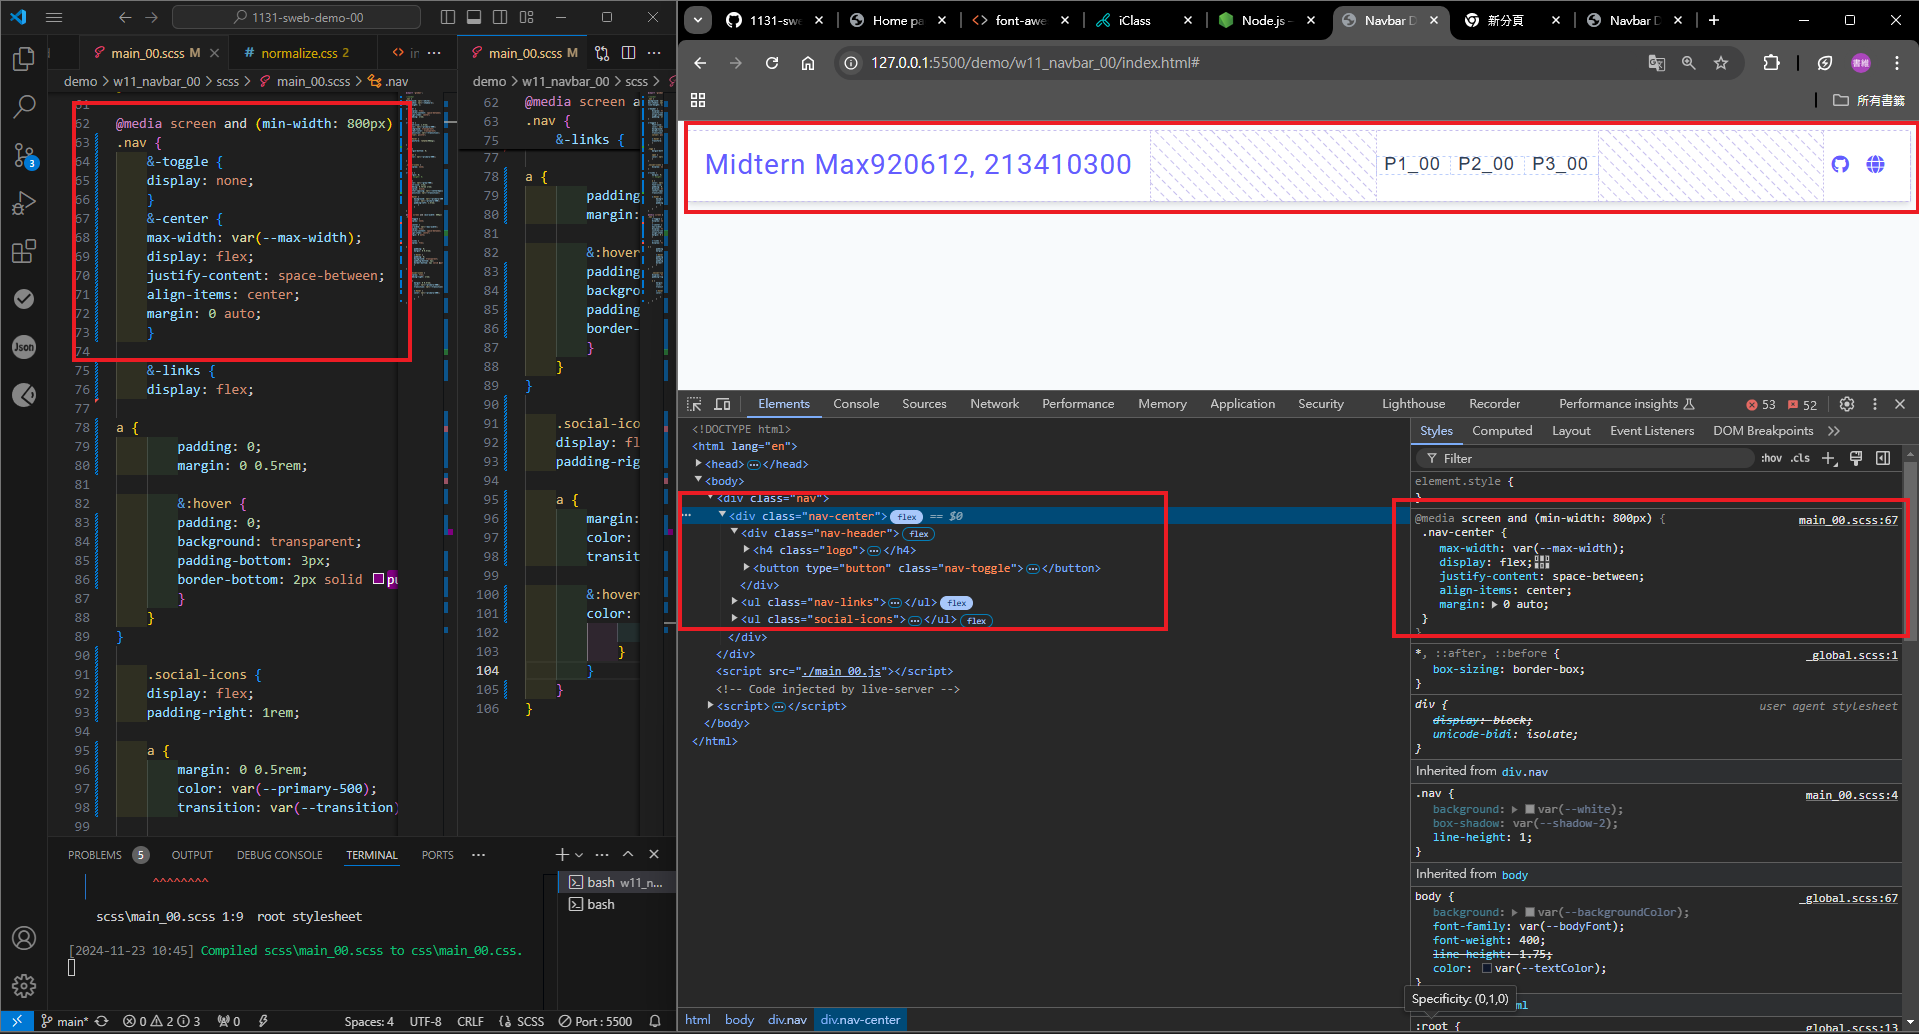 1131-sweb-demo-00
main_00.scss M
normalize.css 2
demo > w11_navbar_00 > scss > main_00.scss > .nav
61
62 @media screen and (min-width: 800px)
63 .nav {
64 &-toggle {
65 display: none;
66 }
67 &-center {
68 max-width: var(--max-width);
69 display: flex;
70 justify-content: space-between;
71 align-items: center;
72 margin: 0 auto;
73 }
74
75 &-links {
76 display: flex;
77
78 a {
79 padding: 0;
80 margin: 0 0.5rem;
81
82 &:hover {
83 padding: 0;
84 background: transparent;
85 padding-bottom: 3px;
86 border-bottom: 2px solid pu
87 }
88 }
89 }
90
91 .social-icons {
92 display: flex;
93 padding-right: 1rem;
94
95 a {
96 margin: 0 0.5rem;
97 color: var(--primary-500);
98 transition: var(--transition)
99
main_00.scss M
demo > w11_navbar_00 > scss >
62 @media screen a
63 .nav {
75 &-links {
77
78 a {
79 padding
80 margin:
81
82 &:hover
83 padding
84 backgro
85 padding
86 border-
87 }
88 }
89 }
90
91 .social-ico
92 display: fl
93 padding-rig
94
95 a {
96 margin:
97 color:
98 transit
99
100 &:hover
101 color:
102
103 }
104 }
105 }
106 }
PROBLEMS 5 OUTPUT DEBUG CONSOLE TERMINAL PORTS
^^^^^^^^
scss\main_00.scss 1:9 root stylesheet
[2024-11-23 10:45] Compiled scss\main_00.scss to css\main_00.css.
bash w11_n...
bash
main* 0 2 3 0 Spaces: 4 UTF-8 CRLF SCSS Port : 5500
1131-swe
Home pa
font-awe
iClass
Node.js –
Navbar D
新分頁
Navbar D
127.0.0.1:5500/demo/w11_navbar_00/index.html#
書維
所有書籤
Midtern Max920612, 213410300
P1_00 P2_00 P3_00
Elements Console Sources Network Performance Memory Application Security Lighthouse Recorder Performance insights 53 52
<!DOCTYPE html>
<html lang="en">
<head> </head>
<body>
<div class="nav">
<div class="nav-center"> flex == $0
<div class="nav-header"> flex
<h4 class="logo"> </h4>
<button type="button" class="nav-toggle"> </button>
</div>
<ul class="nav-links"> </ul> flex
<ul class="social-icons"> </ul> flex
</div>
</div>
<script src="./main_00.js"></script>
<!-- Code injected by live-server -->
<script> </script>
</body>
</html>
html body div.nav div.nav-center
Styles Computed Layout Event Listeners DOM Breakpoints
Filter :hov .cls
element.style {
}
@media screen and (min-width: 800px) {
.nav-center { main_00.scss:67
max-width: var(--max-width);
display: flex;
justify-content: space-between;
align-items: center;
margin: 0 auto;
}
}
*, ::after, ::before { _global.scss:1
box-sizing: border-box;
}
div { user agent stylesheet
display: block;
unicode-bidi: isolate;
}
Inherited from div.nav
.nav { main_00.scss:4
background: var(--white);
box-shadow: var(--shadow-2);
line-height: 1;
}
Inherited from body
body { _global.scss:67
background: var(--backgroundColor);
font-family: var(--bodyFont);
font-weight: 400;
line-height: 1.75;
color: var(--textColor);
}
Specificity: (0,1,0)
ml
:root { _global.scss:13